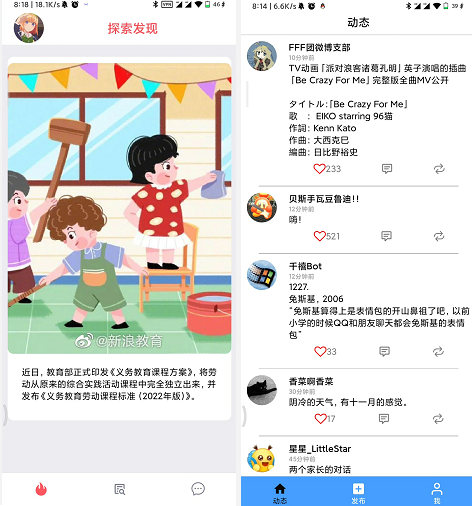 8:18 | 18.1K/s
VPN
84
探索发现
@新浪教育
近日，教育部正式印发《义务教育课程方案》，将劳
动从原来的综合实践活动课程中完全独立出来，并
发布《义务教育劳动课程标准（2022年版）》。
8:14 | 6.6K/s
39
动态
FFF团微博支部
10分钟前
TV动画「派对浪客诸葛孔明」英子演唱的插曲
「Be Crazy For Me」完整版全曲MV公开
タイトル:「Be Crazy For Me」
歌　：EIKO starring 96猫
作詞: Kenn Kato
作曲: 大西克巳
編曲: 日比野裕史
233
贝斯手瓦豆鲁迪!!
12分钟前
嗨!
521
千禧Bot
12分钟前
1227.
兔斯基，2006
“兔斯基算得上是表情包的开山鼻祖了吧，以前
小学的时候QQ和朋友聊天都会兔斯基的表情
包”
33
香菜啊香菜
30分钟前
阴冷的天气，有十一月的感觉。
17
星星_LittleStar
45分钟前
两个家长的对话
动态
发布
我